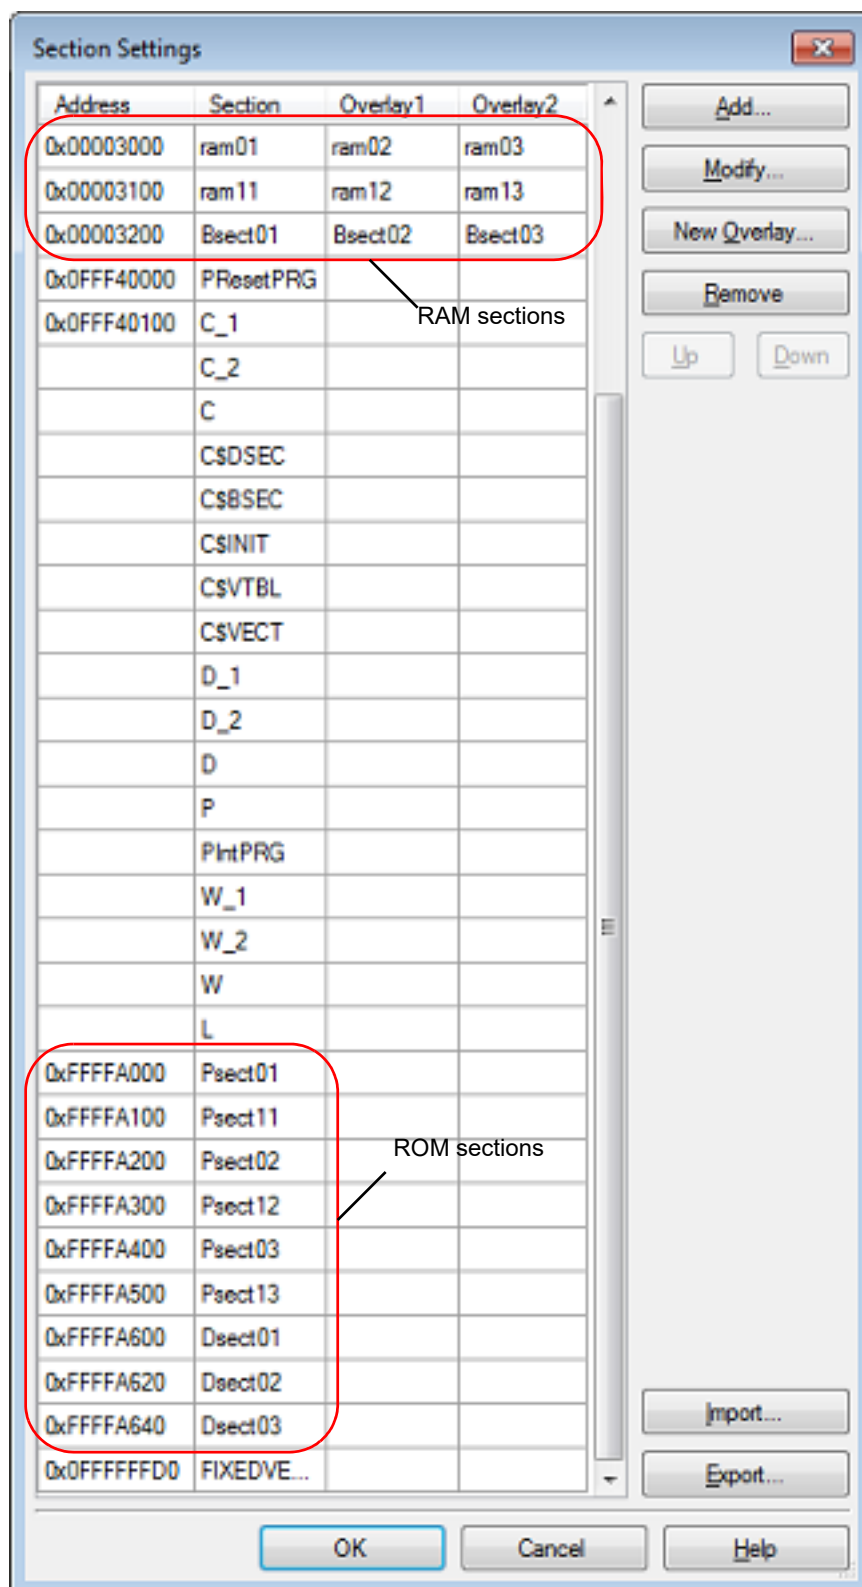 Section Settings
Address Section Overlay1 Overlay2
0x00003000 ram01 ram02 ram03
0x00003100 ram11 ram12 ram13
0x00003200 Bsect01 Bsect02 Bsect03
0x0FFF40000 PResetPRG
RAM sections
0x0FFF40100 C_1
C_2
C
C$DSEC
C$BSEC
C$INIT
C$VTBL
C$VECT
D_1
D_2
D
P
PIntPRG
W_1
W_2
W
L
0xFFFFA000 Psect01
0xFFFFA100 Psect11
0xFFFFA200 Psect02
ROM sections
0xFFFFA300 Psect12
0xFFFFA400 Psect03
0xFFFFA500 Psect13
0xFFFFA600 Dsect01
0xFFFFA620 Dsect02
0xFFFFA640 Dsect03
0x0FFFFFFD0 FIXEDVE...
Add...
Modify...
New Overlay...
Remove
Up Down
Import...
Export...
OK Cancel Help